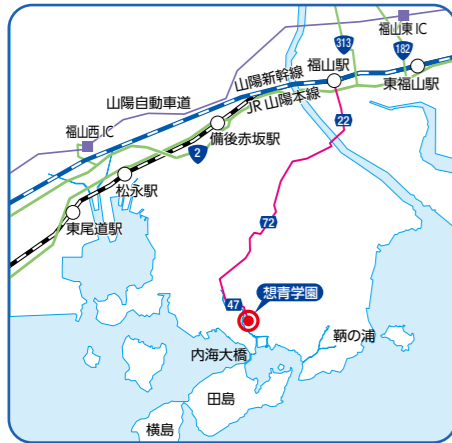 福山東IC
313
182
福山駅
東福山駅
山陽新幹線
JR山陽本線
山陽自動車道
福山西IC
備後赤坂駅
22
2
松永駅
東尾道駅
72
47
想青学園
内海大橋
鞆の浦
田島
横島